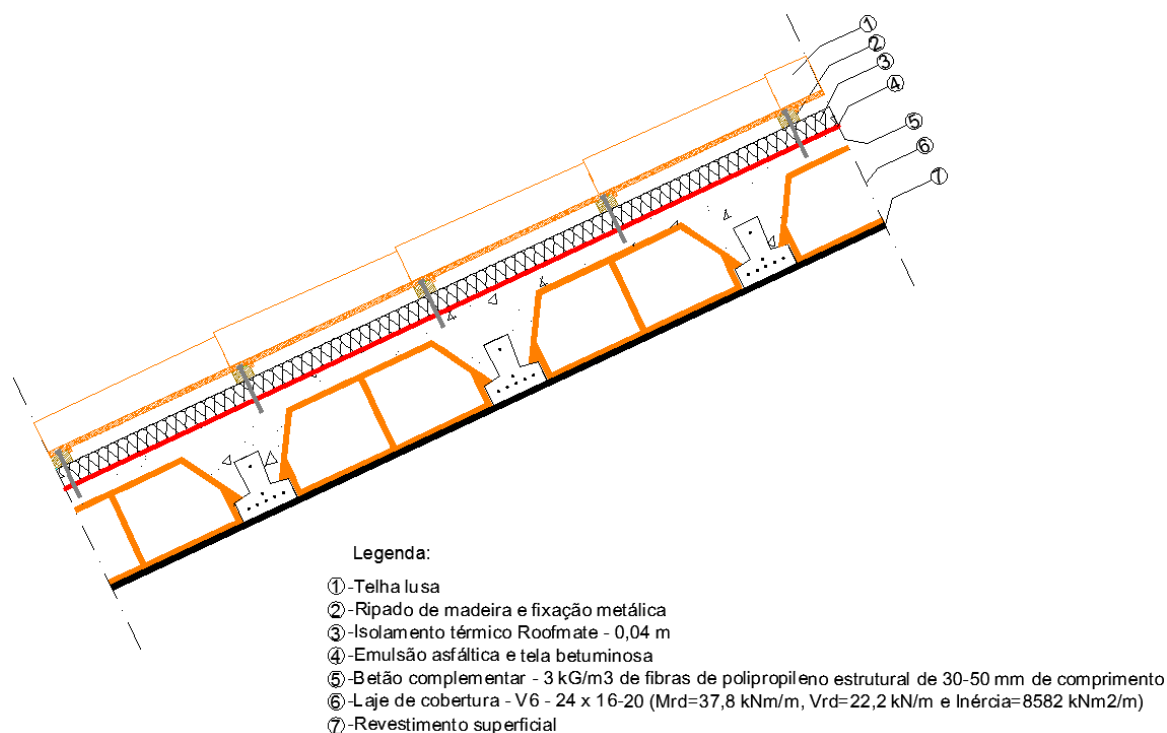 ①
②
③
④
⑤
⑥
⑦
Legenda:
①-Telha lusa
②-Ripado de madeira e fixação metálica
③-Isolamento térmico Roofmate - 0,04 m
④-Emulsão asfáltica e tela betuminosa
⑤-Betão complementar - 3 kG/m3 de fibras de polipropileno estrutural de 30-50 mm de comprimento
⑥-Laje de cobertura - V6 - 24 x 16-20 (Mrd=37,8 kNm/m, Vrd=22,2 kN/m e Inércia=8582 kNm2/m)
⑦-Revestimento superficial